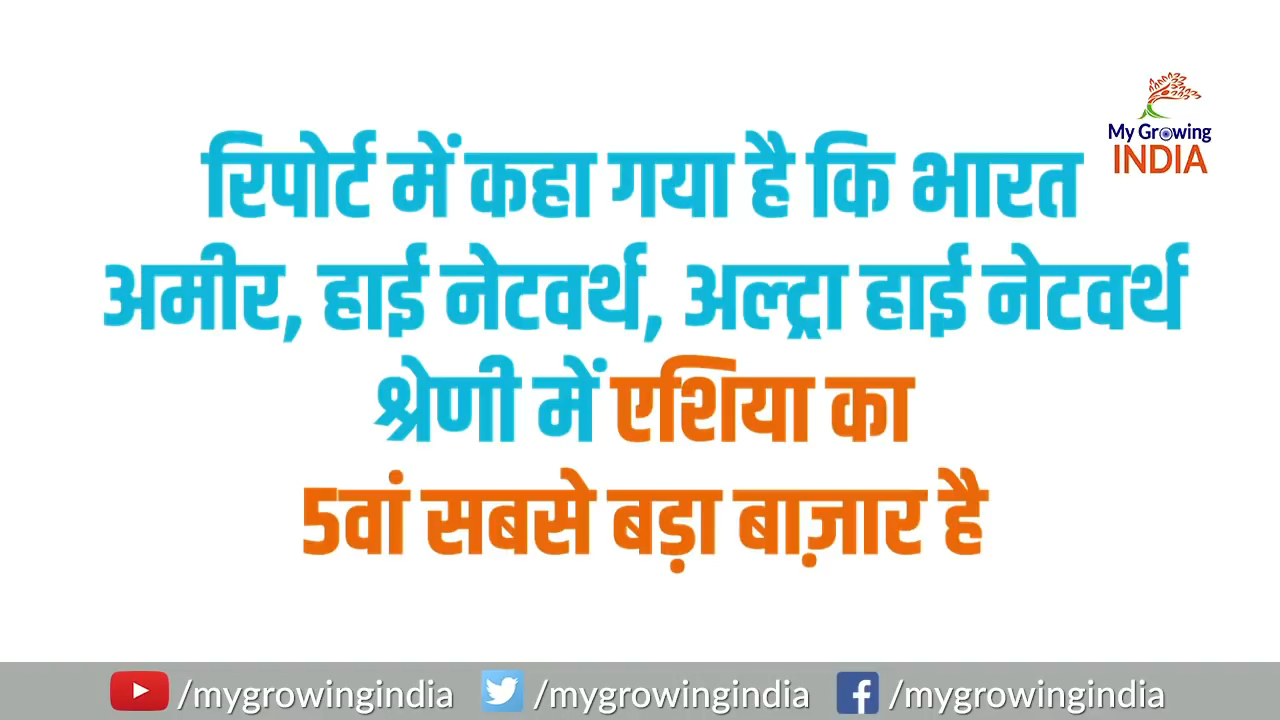 My Growing
INDIA
रिपोर्ट में कहा गया है कि भारत
अमीर, हाई नेटवर्थ, अल्ट्रा हाई नेटवर्थ
श्रेणी में एशिया का
5वां सबसे बड़ा बाज़ार है
/mygrowingindia /mygrowingindia /mygrowingindia